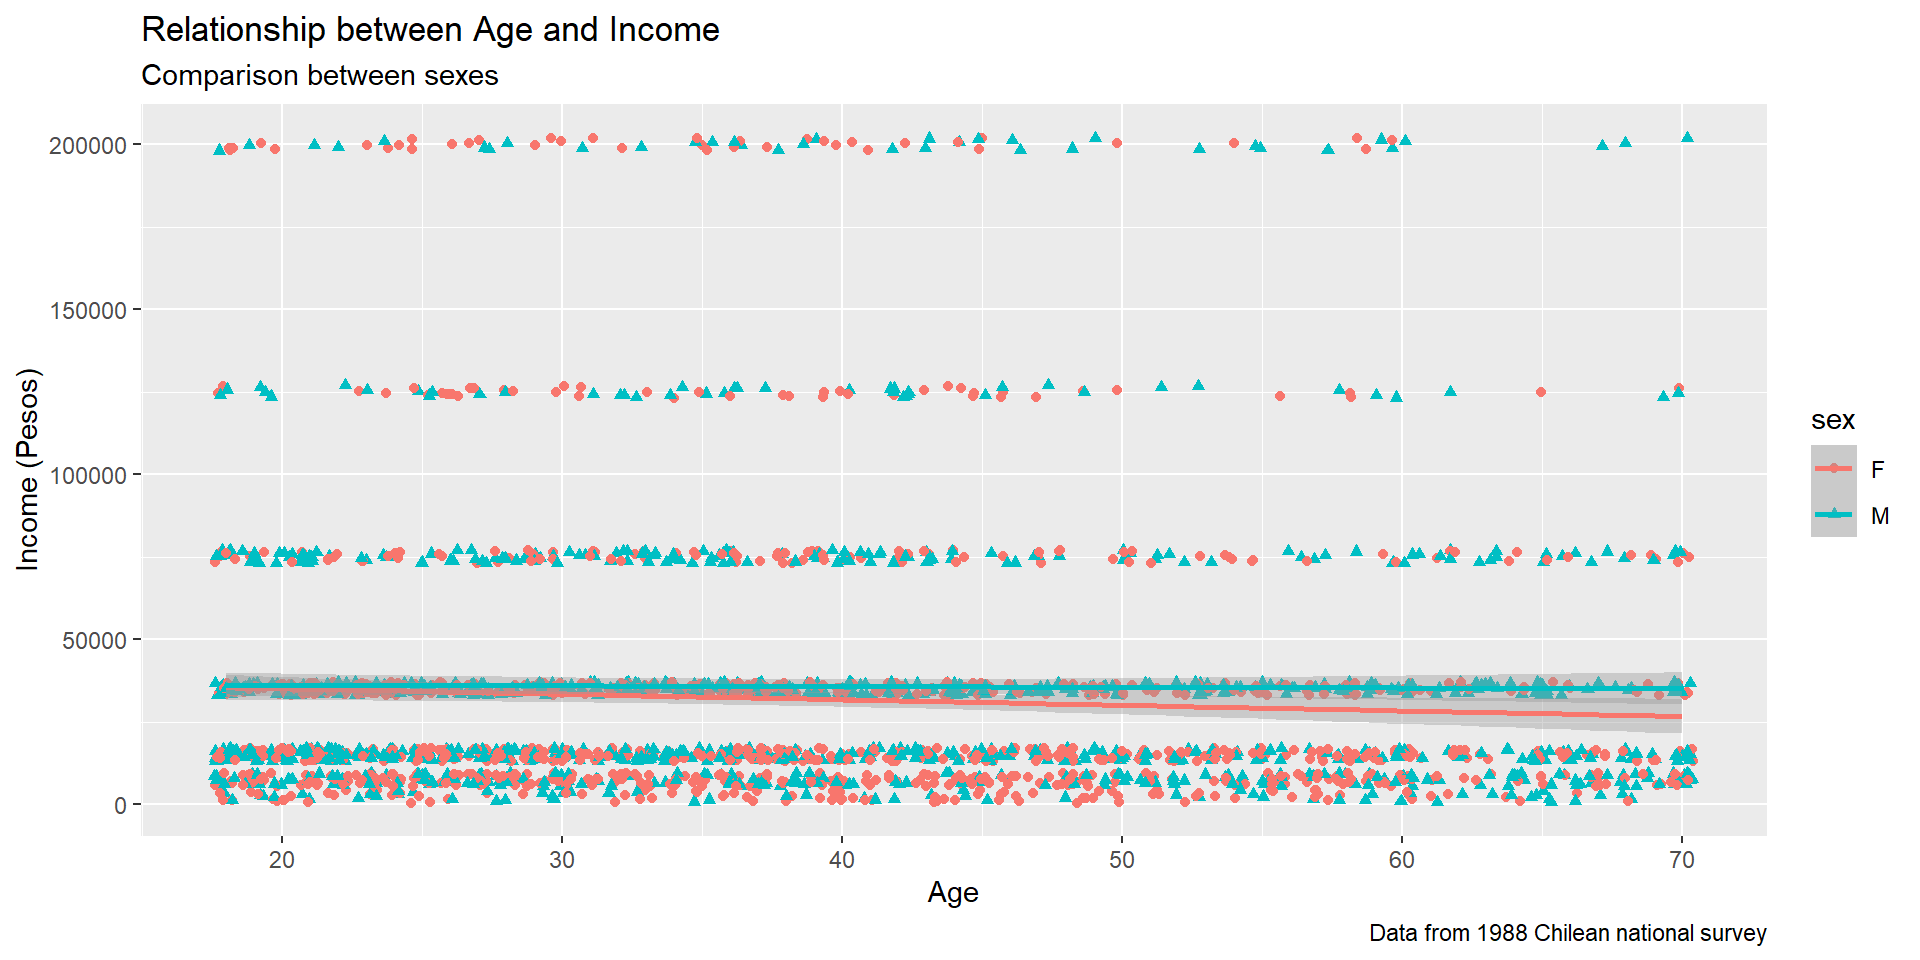 Relationship between Age and Income
Comparison between sexes
Income (Pesos)
200000
150000
100000
50000
0
20 30 40 50 60 70
Age
sex
F
M
Data from 1988 Chilean national survey